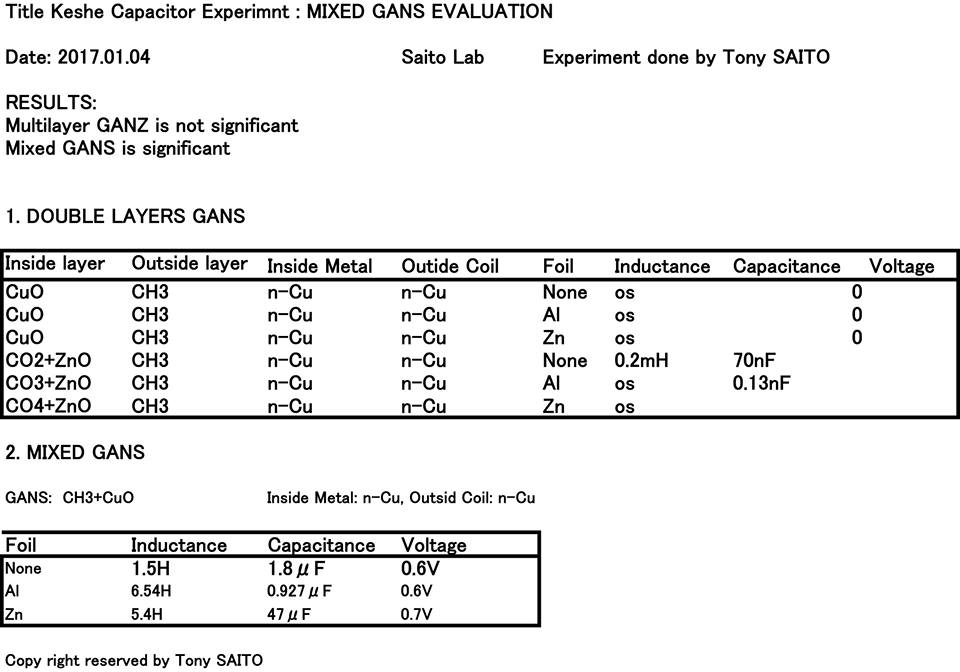 Title Keshe Capacitor Experimnt : MIXED GANS EVALUATION
Date: 2017.01.04 Saito Lab Experiment done by Tony SAITO
RESULTS:
Multilayer GANZ is not significant
Mixed GANS is significant
1. DOUBLE LAYERS GANS
Inside layer Outside layer Inside Metal Outide Coil Foil Inductance Capacitance Voltage
CuO CH3 n-Cu n-Cu None os 0
CuO CH3 n-Cu n-Cu Al os 0
CuO CH3 n-Cu n-Cu Zn os 0
CO2+ZnO CH3 n-Cu n-Cu None 0.2mH 70nF
CO3+ZnO CH3 n-Cu n-Cu Al os 0.13nF
CO4+ZnO CH3 n-Cu n-Cu Zn os
2. MIXED GANS
GANS: CH3+CuO Inside Metal: n-Cu, Outsid Coil: n-Cu
Foil Inductance Capacitance Voltage
None 1.5H 1.8μF 0.6V
Al 6.54H 0.927μF 0.6V
Zn 5.4H 47μF 0.7V
Copy right reserved by Tony SAITO